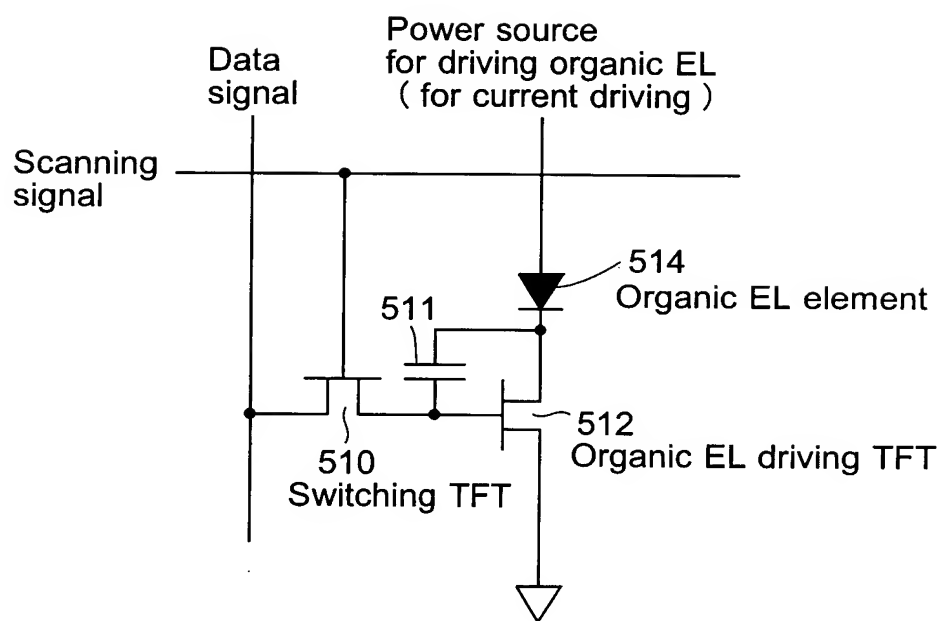 Power source
for driving organic EL
( for current driving )
Data
signal
Scanning
signal
514
Organic EL element
511
512
Organic EL driving TFT
510
Switching TFT